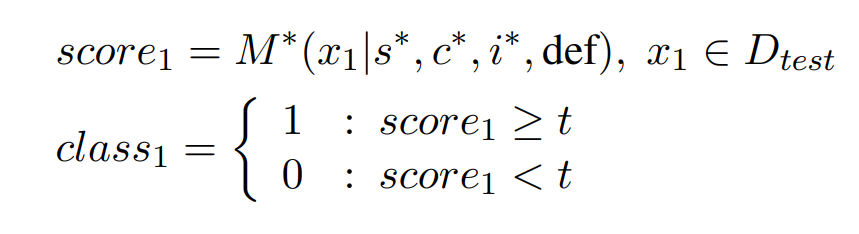 score₁ = M*(x₁|s*, c*, i*, def), x₁ ∈ D_test
class₁ = { 1 : score₁ ≥ t
0 : score₁ < t